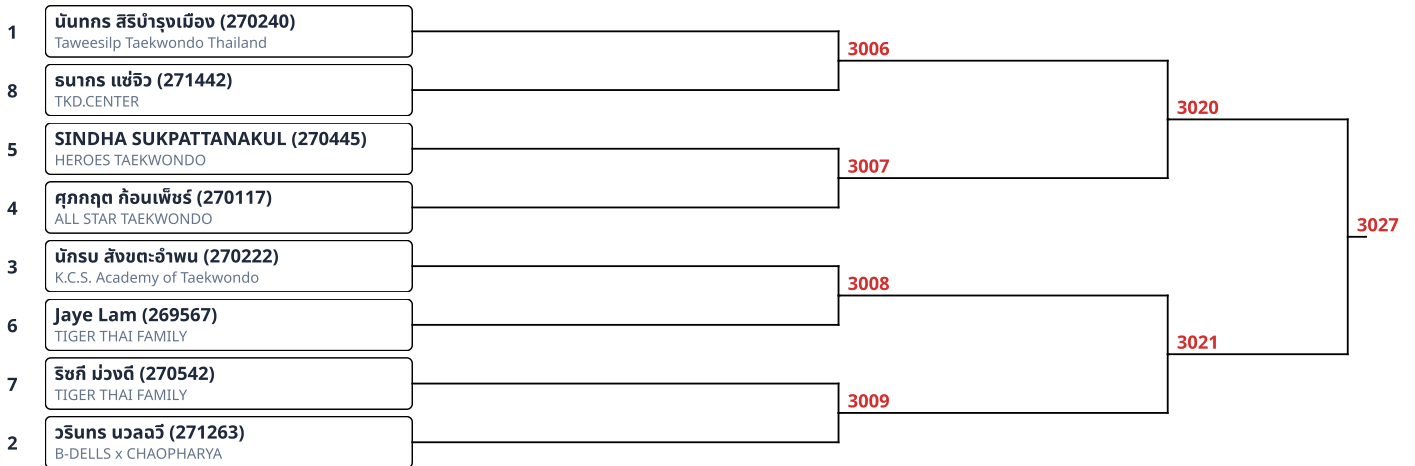 1
นันทกร สิริบำรุงเมือง (270240)
Taweesilp Taekwondo Thailand
3006
8
ธนากร แซ่จิว (271442)
TKD.CENTER
3020
5
SINDHA SUKPATTANAKUL (270445)
HEROES TAEKWONDO
3007
4
ศุภกฤต ก้อนเพ็ชร์ (270117)
ALL STAR TAEKWONDO
3027
3
นักรบ สังขตะอำพน (270222)
K.C.S. Academy of Taekwondo
3008
6
Jaye Lam (269567)
TIGER THAI FAMILY
3021
7
ริซกี ม่วงดี (270542)
TIGER THAI FAMILY
3009
2
วรินทร นวลฉวี (271263)
B-DELLS x CHAOPHARYA